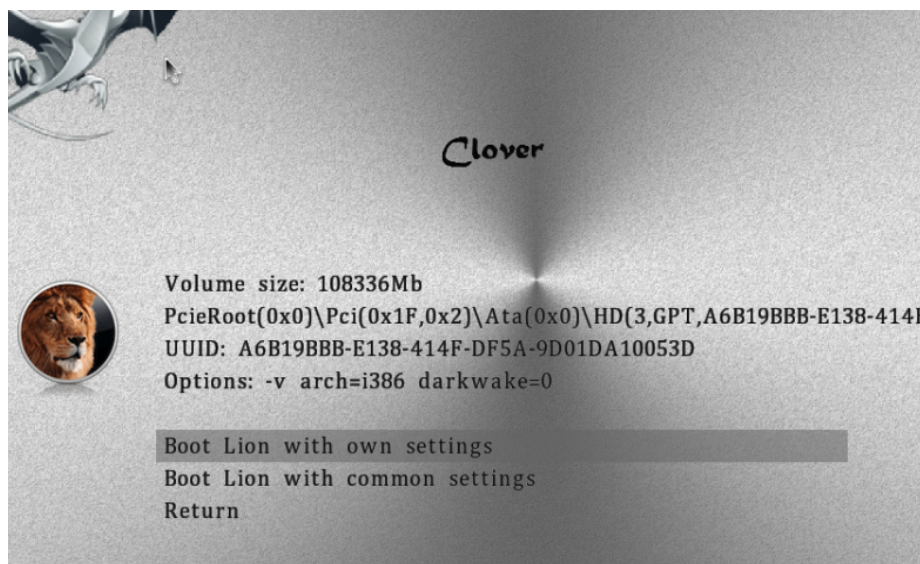 Clover
Volume size: 108336Mb
PcieRoot(0x0)\Pci(0x1F,0x2)\Ata(0x0)\HD(3,GPT,A6B19BBB-E138-414
UUID: A6B19BBB-E138-414F-DF5A-9D01DA10053D
Options: -v arch=i386 darkwake=0
Boot Lion with own settings
Boot Lion with common settings
Return